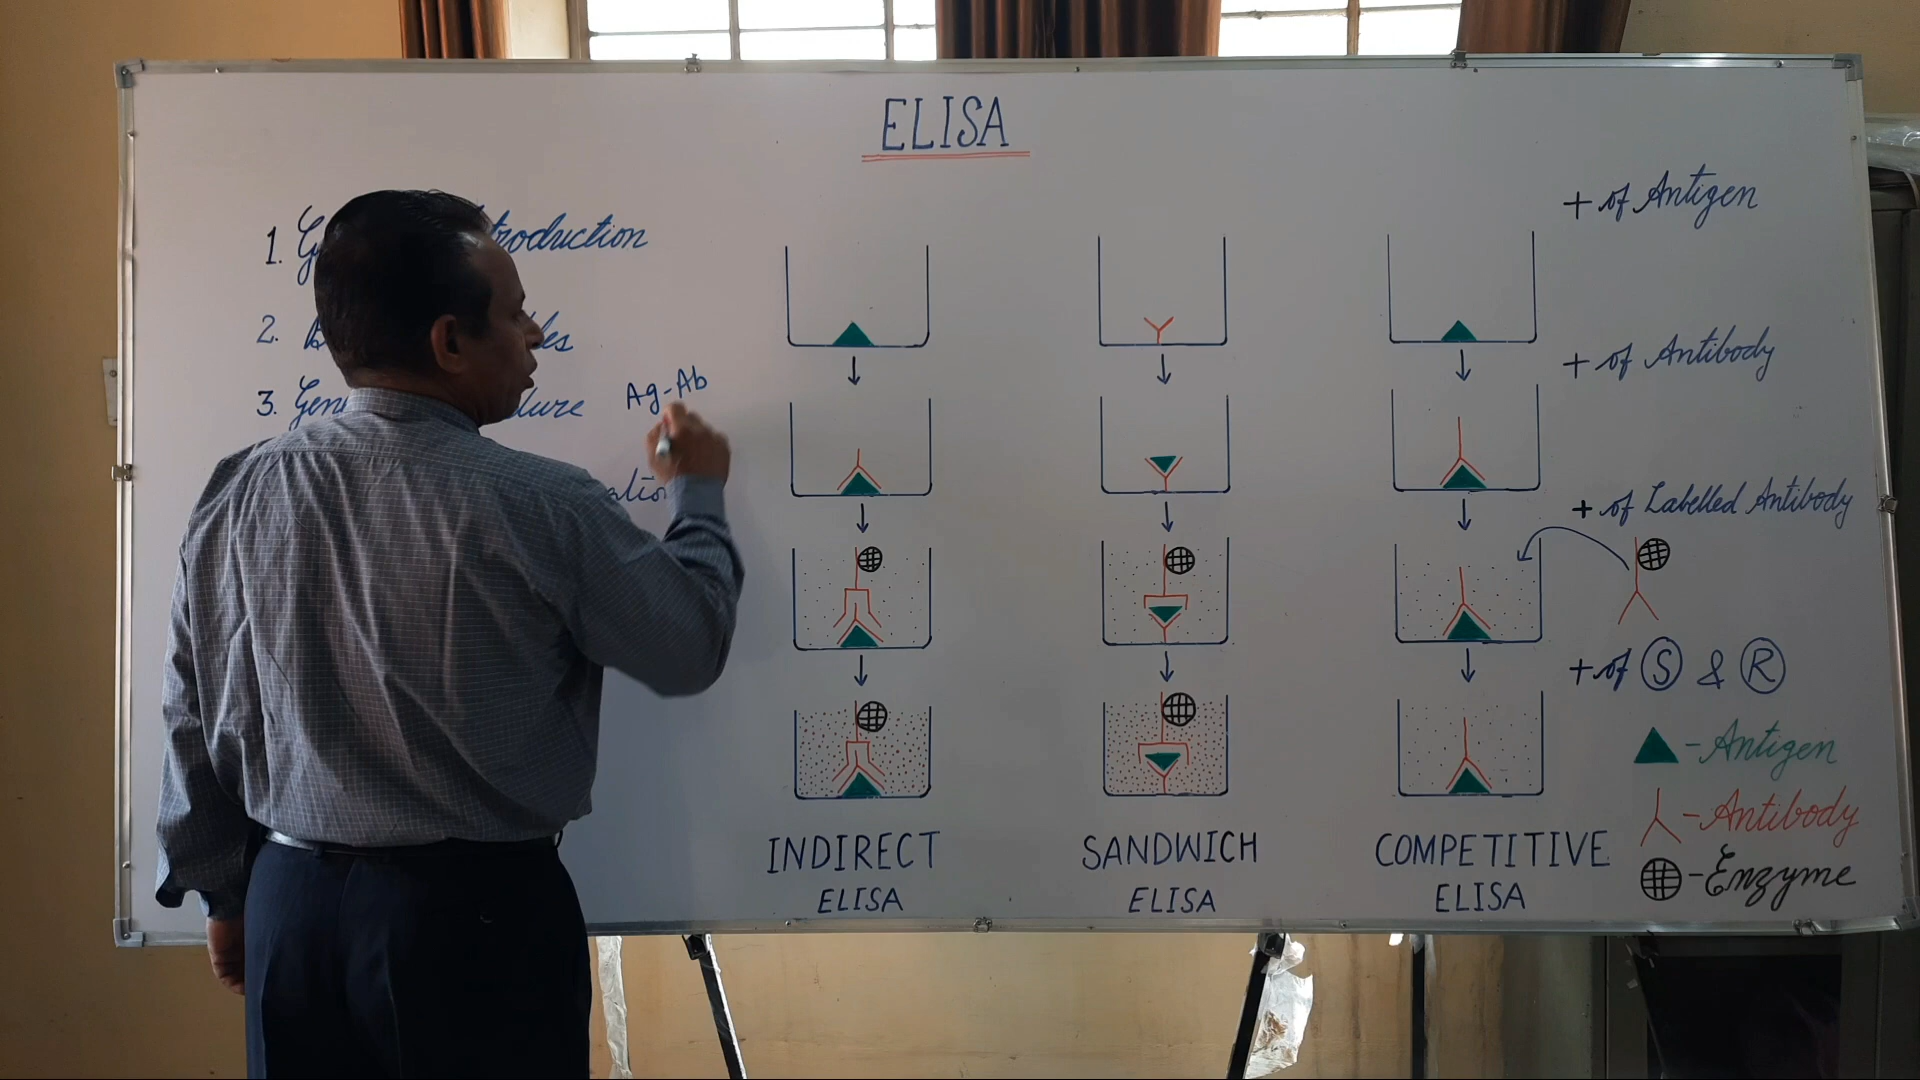 ELISA
1. G troduction
2. B les
3. Gen dure
Ag-Ab
atio
+ of Antigen
+ of Antibody
+ of Labelled Antibody
+ of S & R
▲ - Antigen
- Antibody
- Enzyme
INDIRECT
ELISA
SANDWICH
ELISA
COMPETITIVE
ELISA